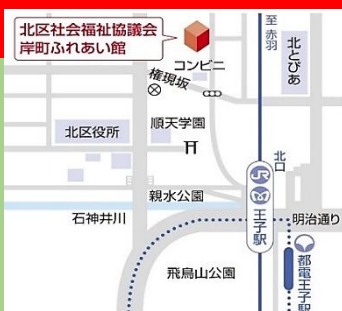 北区社会福祉協議会
岸町ふれあい館
至 赤羽
北とぴあ
コンビニ
権現坂
北区役所
順天学園
北口
親水公園
JR
王子駅
石神井川
明治通り
飛鳥山公園
都電王子駅